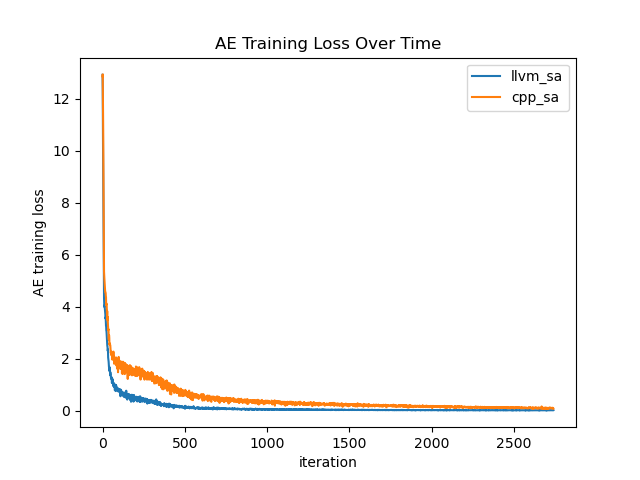 AE Training Loss Over Time
llvm_sa
cpp_sa
12
10
8
6
4
2
0
AE training loss
0 500 1000 1500 2000 2500
iteration